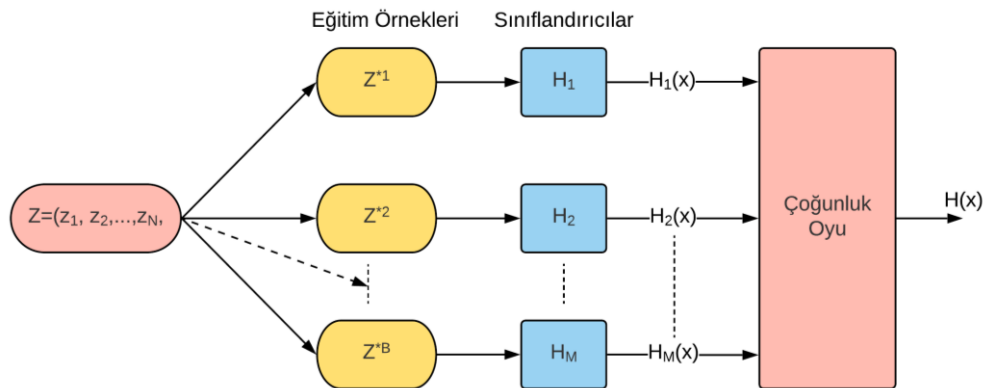 Eğitim Örnekleri
Sınıflandırıcılar
Z*1
H1
H1(x)
Z=(z1, z2,...,zN,
Z*2
H2
H2(x)
Çoğunluk
Oyu
H(x)
Z*B
HM
HM(x)